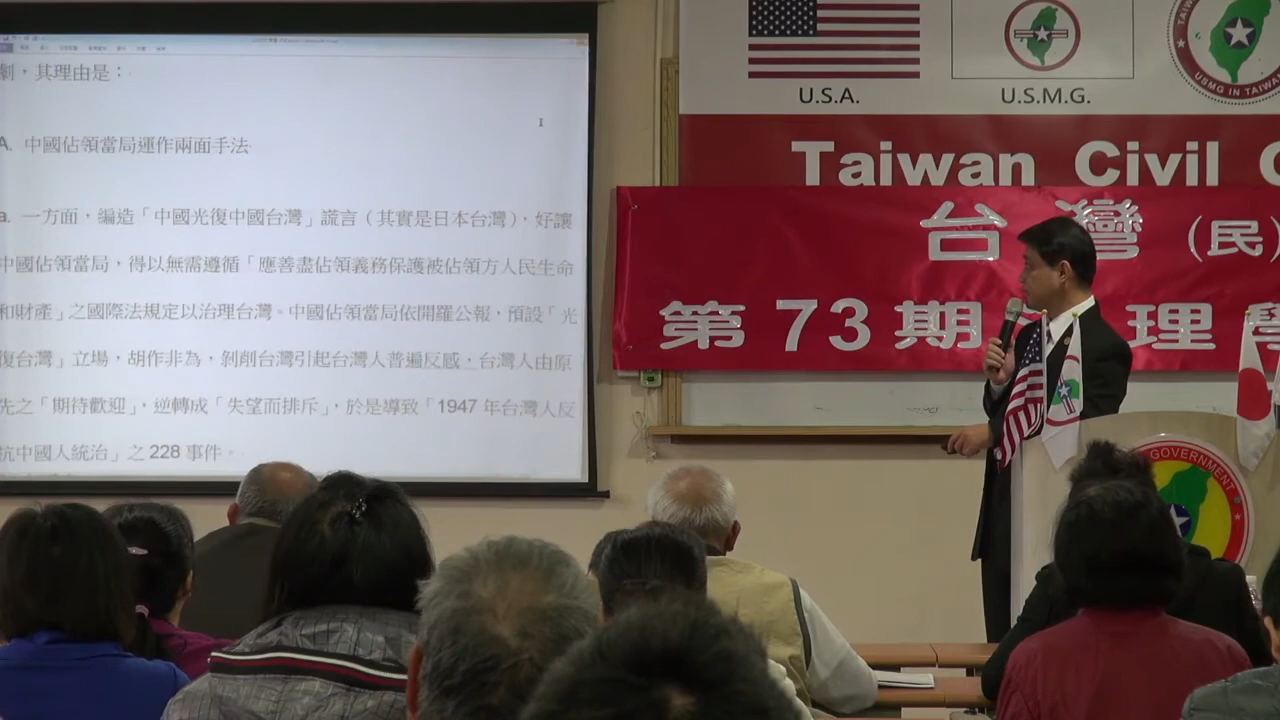 劇，其理由是：
A. 中國佔領當局運作兩面手法
a. 一方面，編造「中國光復中國台灣」謊言（其實是日本台灣），好讓
中國佔領當局，得以無需遵循「應善盡佔領義務保護被佔領方人民生命
和財產」之國際法規定以治理台灣。中國佔領當局依開羅公報，預設「光
復台灣」立場，胡作非為，剝削台灣引起台灣人普遍反感，台灣人由原
先之「期待歡迎」，逆轉成「失望而排斥」，於是導致「1947 年台灣人反
抗中國人統治」之 228 事件。
U.S.A.
U.S.M.G.
USMG IN TAIWAN
Taiwan Civil
台灣（民）
第73期 理學
GOVERNMENT